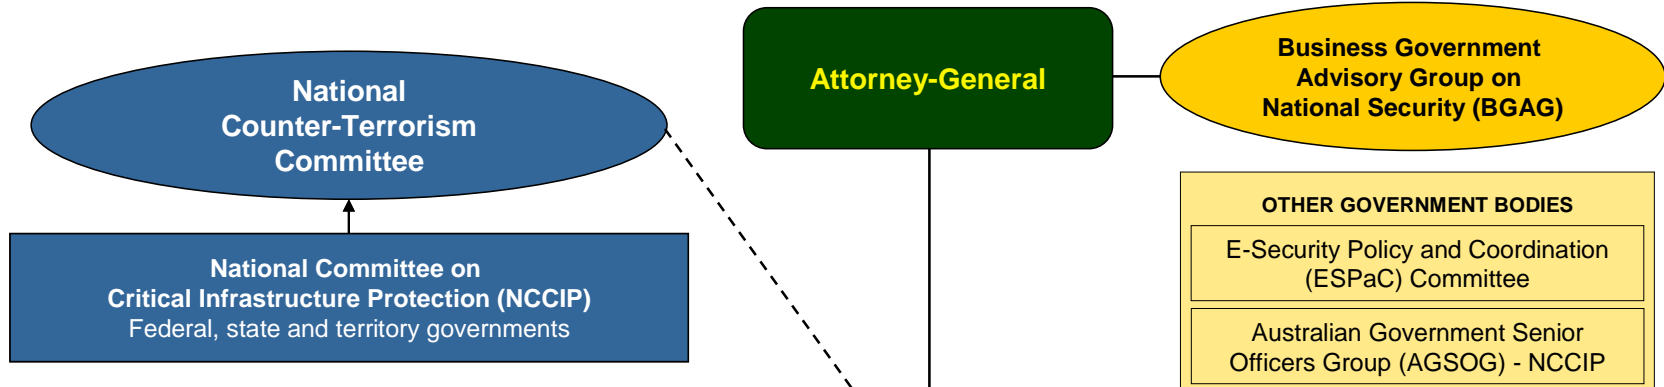 National
Counter-Terrorism
Committee
National Committee on
Critical Infrastructure Protection (NCCIP)
Federal, state and territory governments
Attorney-General
Business Government
Advisory Group on
National Security (BGAG)
OTHER GOVERNMENT BODIES
E-Security Policy and Coordination
(ESPaC) Committee
Australian Government Senior
Officers Group (AGSOG) - NCCIP